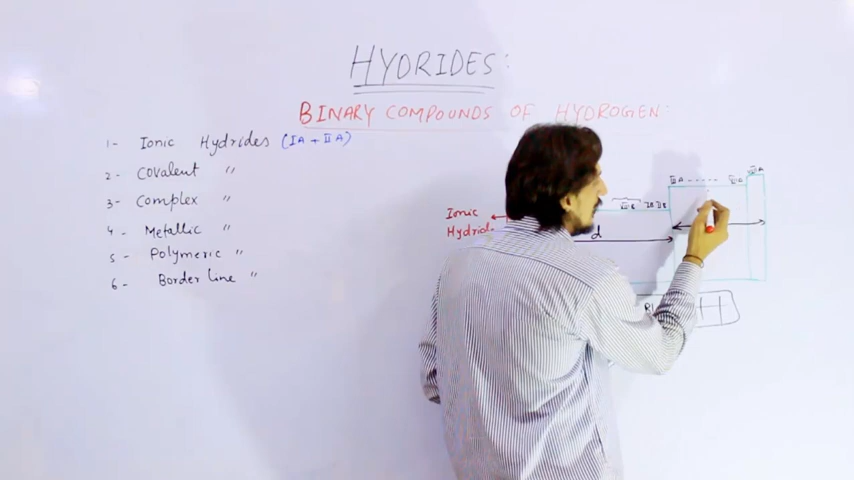 HYDRIDES:
BINARY COMPOUNDS OF HYDROGEN:
1- Ionic Hydrides (IA + IIA)
2- Covalent "
3- Complex "
4- Metallic "
5- Polymeric "
6- Border Line "
Ionic
Hydrid
d